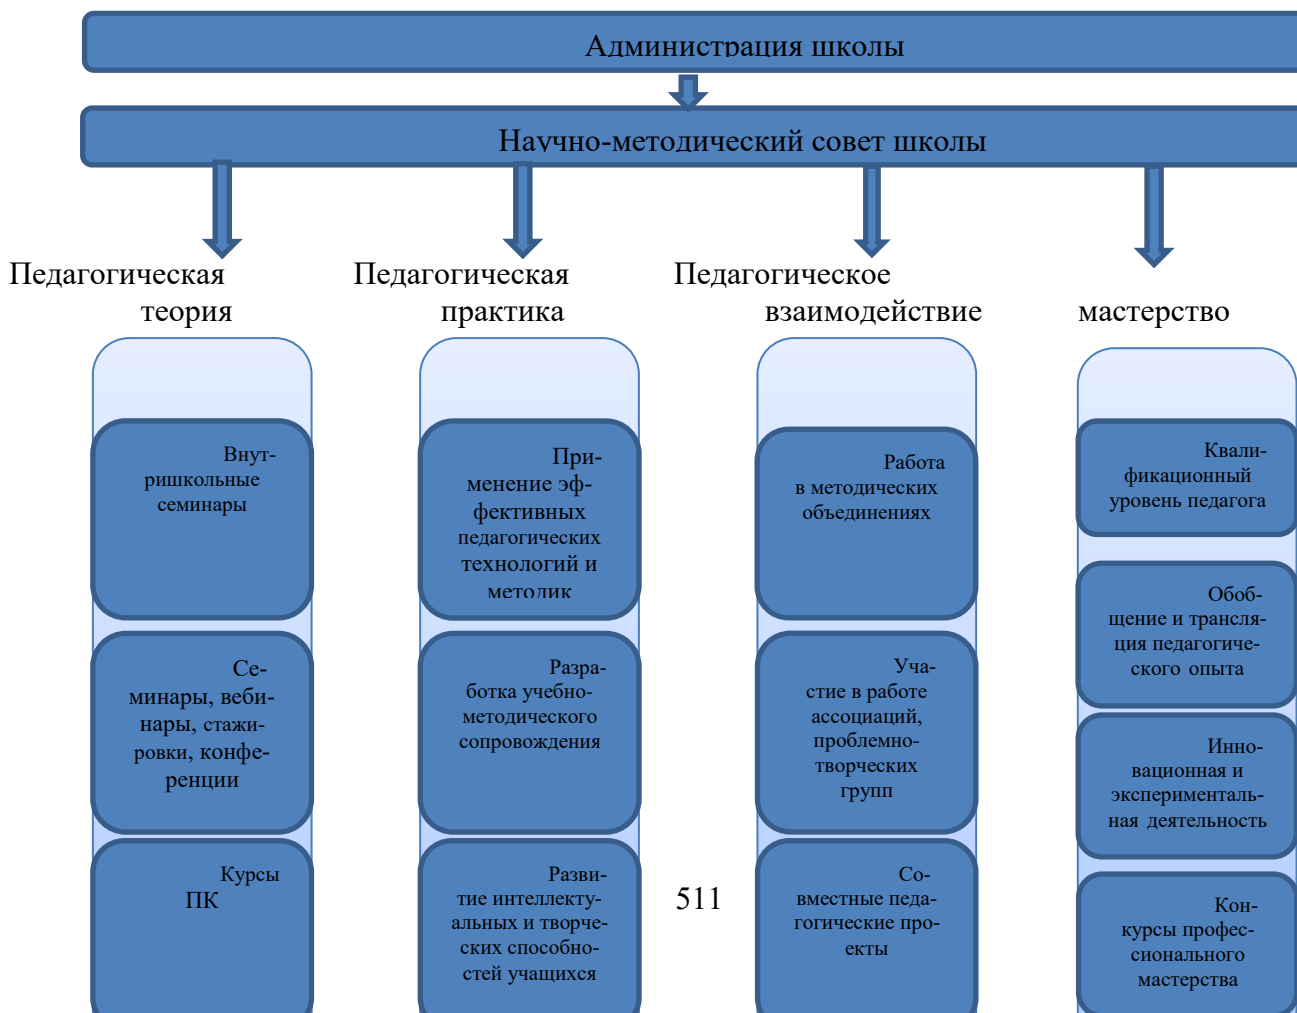 Администрация школы
Научно-методический совет школы
Педагогическая
теория
Педагогическая
практика
Педагогическое
взаимодействие
мастерство
Внут-
ришкольные
семинары
Се-
минары, веби-
нары, стажи-
ровки, конфе-
ренции
Курсы
ПК
При-
менение эф-
фективных
педагогических
технологий и
методик
Разра-
ботка учебно-
методического
сопровождения
Разви-
тие интеллекту-
альных и творче-
ских способно-
стей учащихся
511
Работа
в методических
объединениях
Уча-
стие в работе
ассоциаций,
проблемно-
творческих
групп
Со-
вместные педа-
гогические про-
екты
Квали-
фикационный
уровень педагога
Обоб-
щение и трансля-
ция педагогиче-
ского опыта
Инно-
вационная и
эксперименталь-
ная деятельность
Кон-
курсы профес-
сионального
мастерства